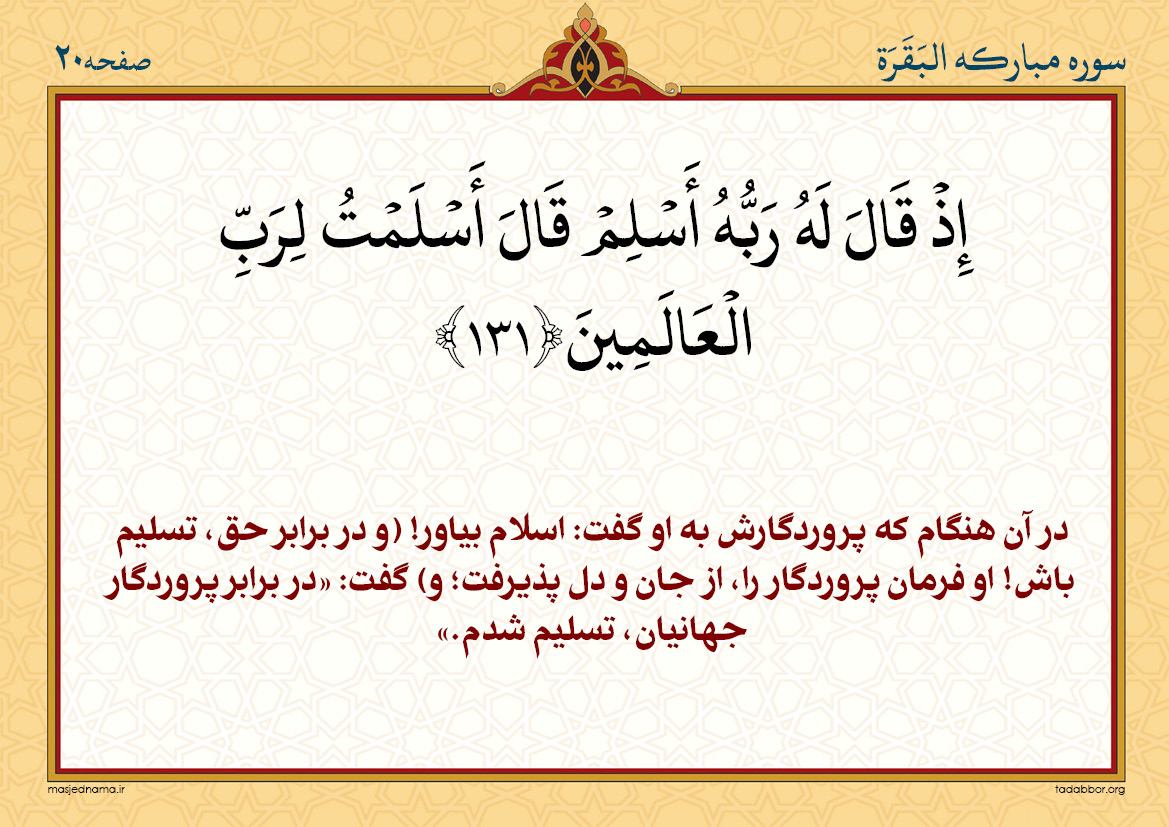 سوره مبارکه البَقَرَة
صفحه۲۰
إِذْ قَالَ لَهُ رَبُّهُ أَسْلِمْ قَالَ أَسْلَمْتُ لِرَبِّ
الْعَالَمِينَ﴿۱۳۱﴾
در آن هنگام که پروردگارش به او گفت: اسلام بیاور! (و در برابر حق، تسلیم
باش! او فرمان پروردگار را، از جان و دل پذیرفت؛ و) گفت: «در برابر پروردگار
جهانیان، تسلیم شدم.»
masjednama.ir
tadabbor.org